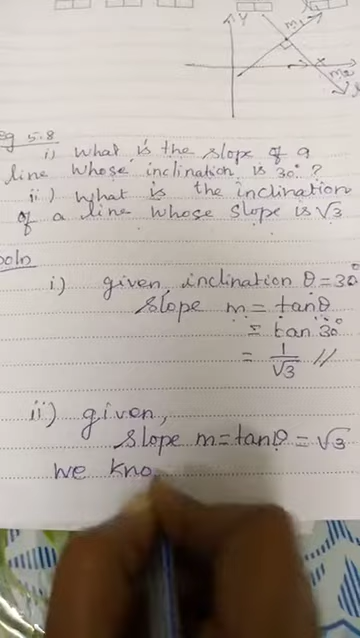 Y
m₁
m₂
eg 5.8
i) What is the slope of a
line whose inclination is 30° ?
ii) What is the inclination
of a line whose slope is √3
soln
i) given, inclination θ = 30°
slope m = tanθ
= tan 30°
= 1/√3 //
ii) given,
slope m = tanθ = √3
we kno